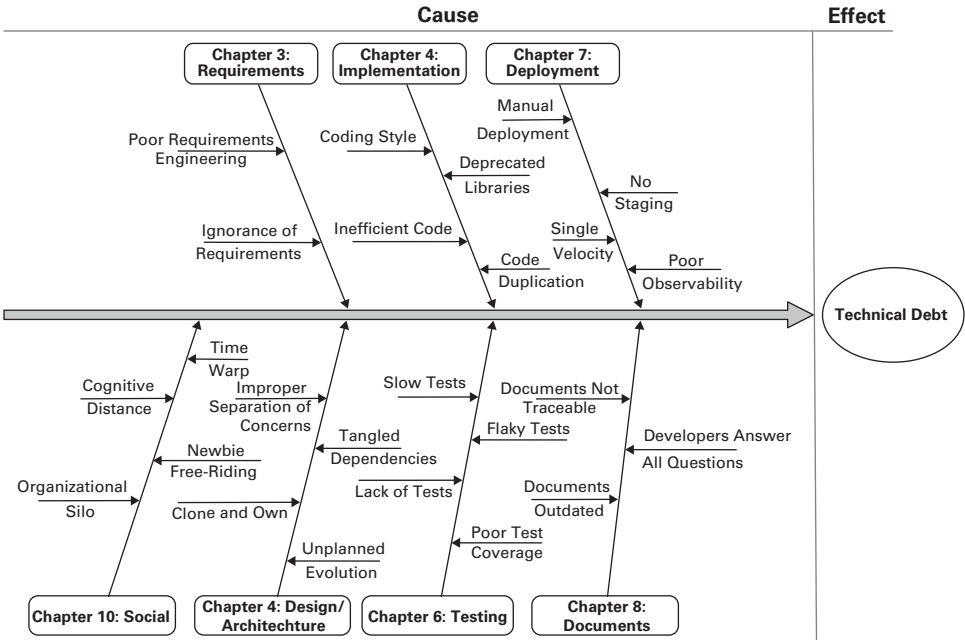 Cause
Effect
Chapter 3:
Requirements
Chapter 4:
Implementation
Chapter 7:
Deployment
Poor Requirements
Engineering
Ignorance of
Requirements
Coding Style
Deprecated
Libraries
Inefficient Code
Code
Duplication
Manual
Deployment
No
Staging
Single
Velocity
Poor
Observability
Technical Debt
Time
Warp
Cognitive
Distance
Newbie
Free-Riding
Organizational
Silo
Improper
Separation of
Concerns
Tangled
Dependencies
Clone and Own
Unplanned
Evolution
Slow Tests
Flaky Tests
Lack of Tests
Poor Test
Coverage
Documents Not
Traceable
Developers Answer
All Questions
Documents
Outdated
Chapter 10: Social
Chapter 4: Design/
Architechture
Chapter 6: Testing
Chapter 8:
Documents